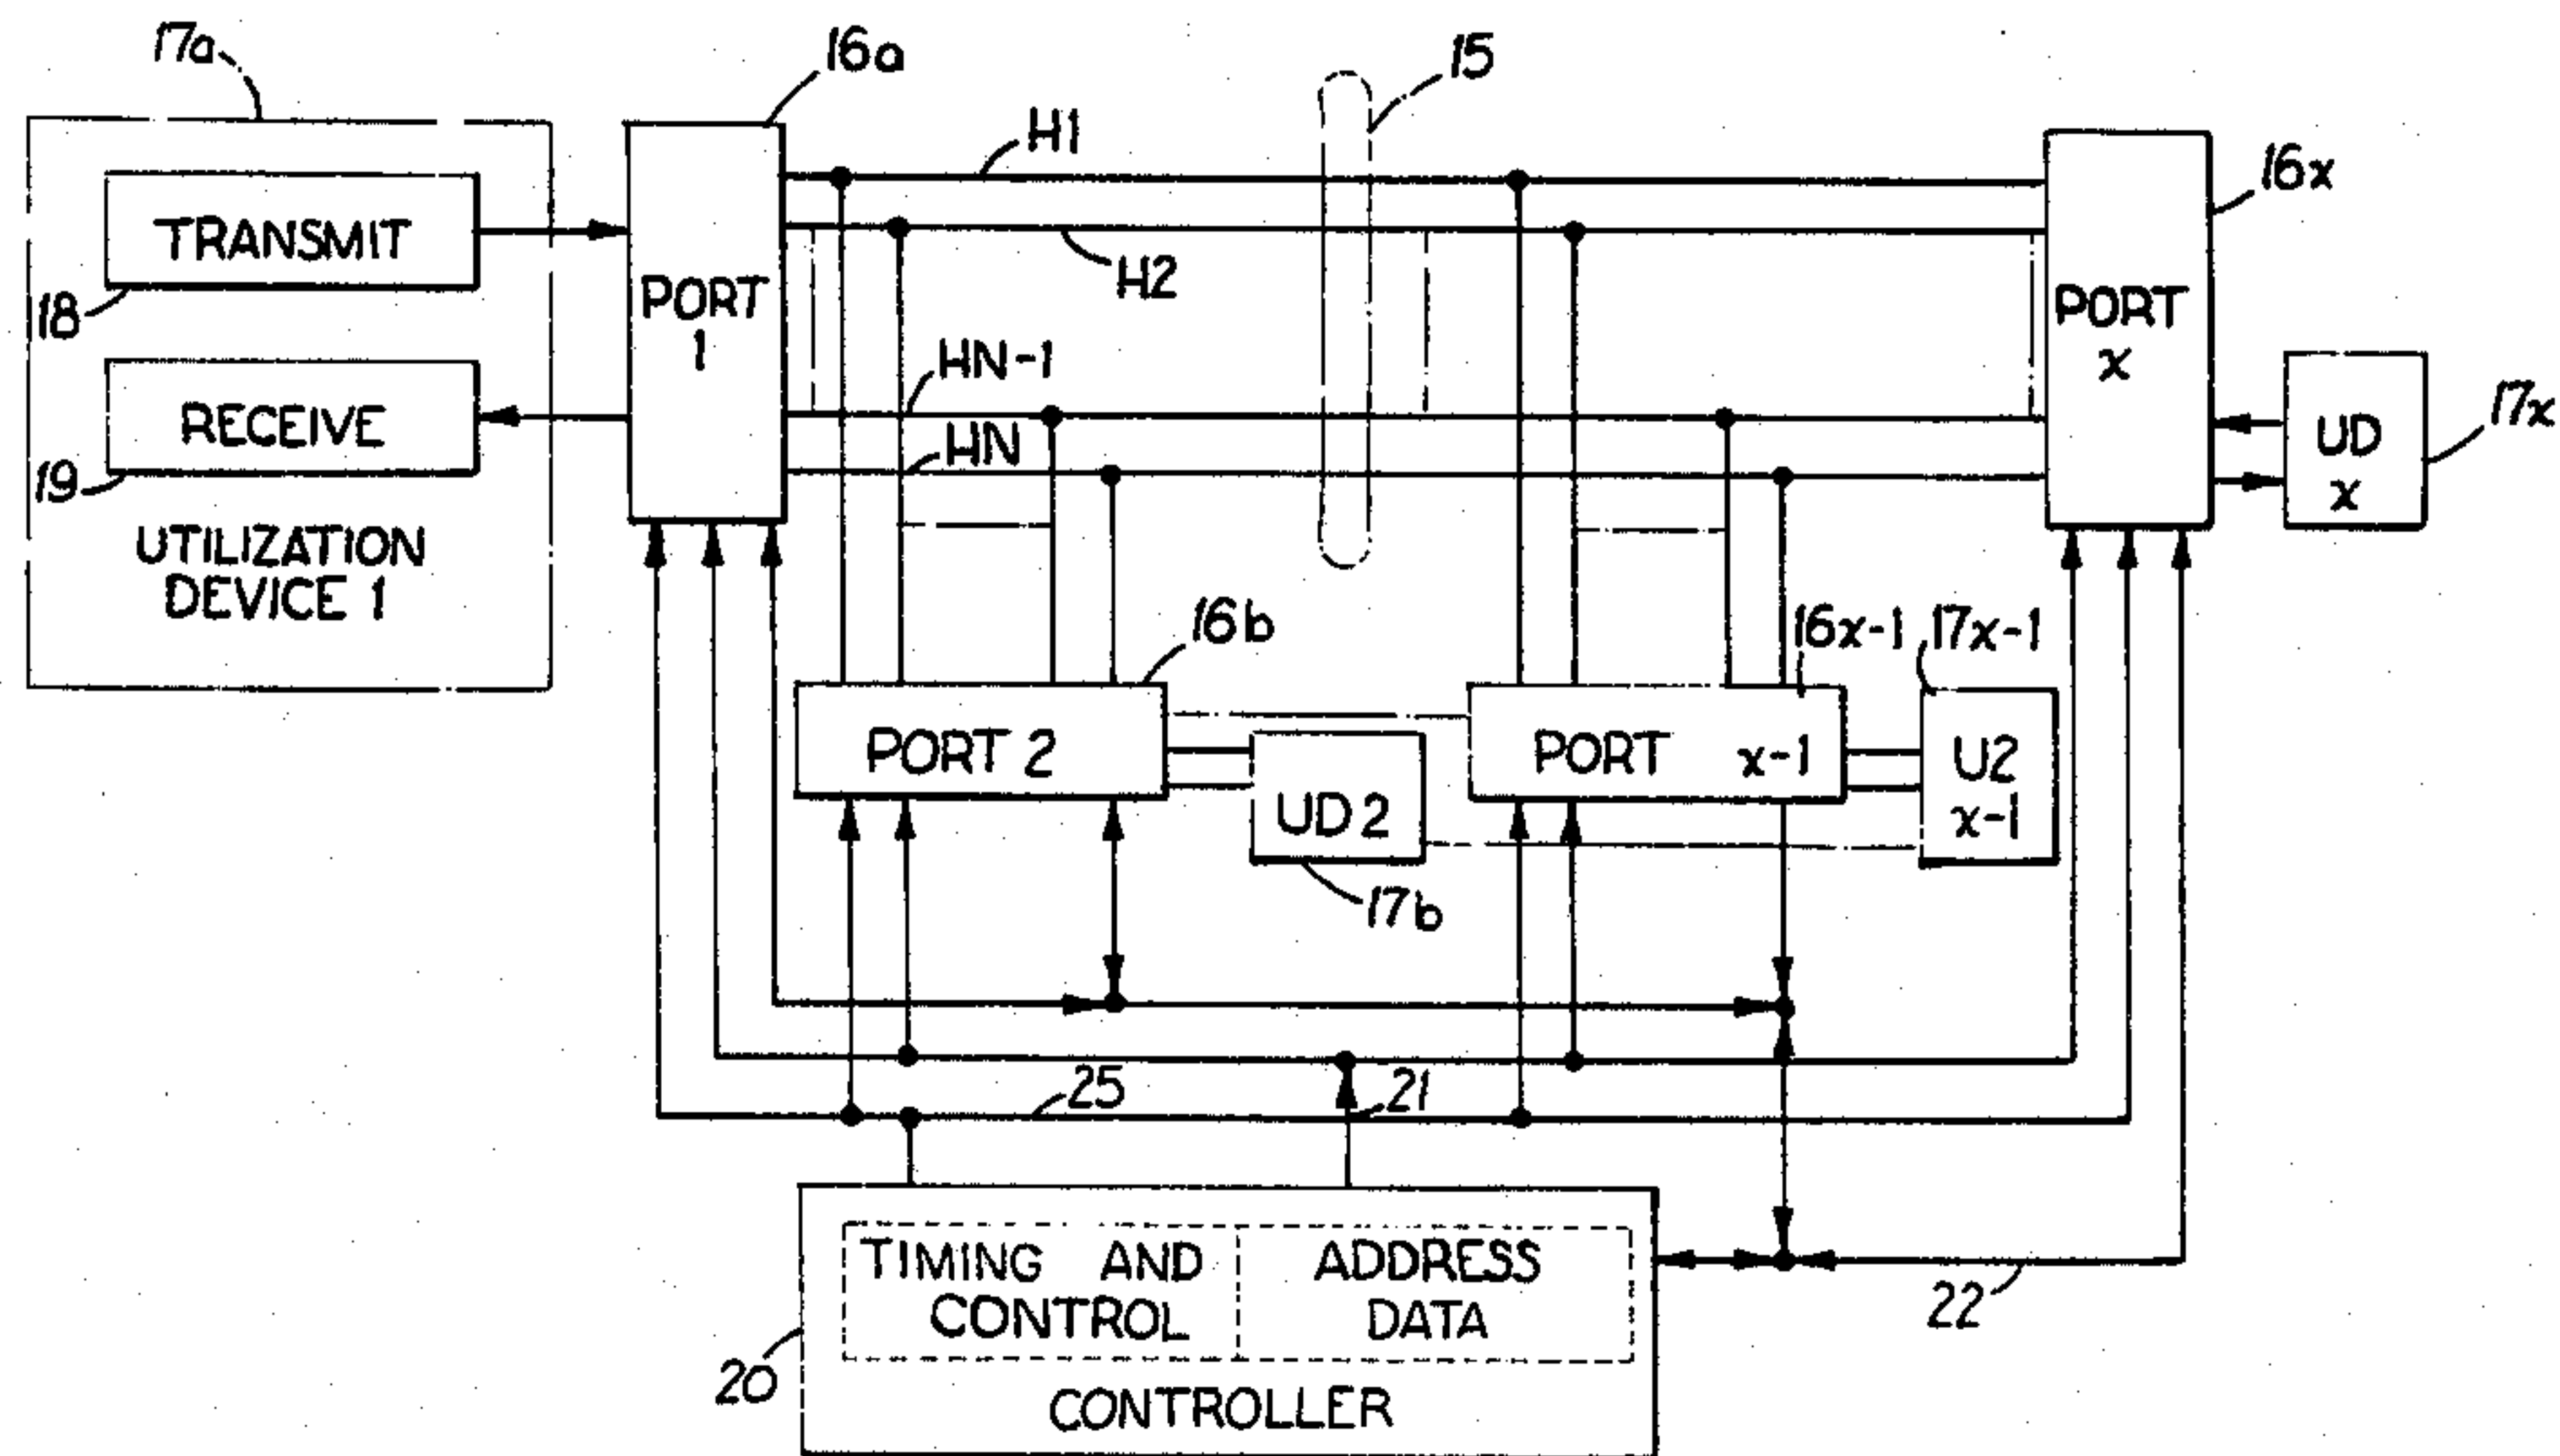 17a
16a
15
H1
16x
TRANSMIT
18
PORT
1
H2
PORT
x
HN-1
HN
RECEIVE
19
UD
x
17x
UTILIZATION
DEVICE 1
16b
16x-1
17x-1
PORT 2
UD 2
17b
PORT x-1
U2
x-1
25
21
22
TIMING AND
CONTROL
ADDRESS
DATA
20
CONTROLLER